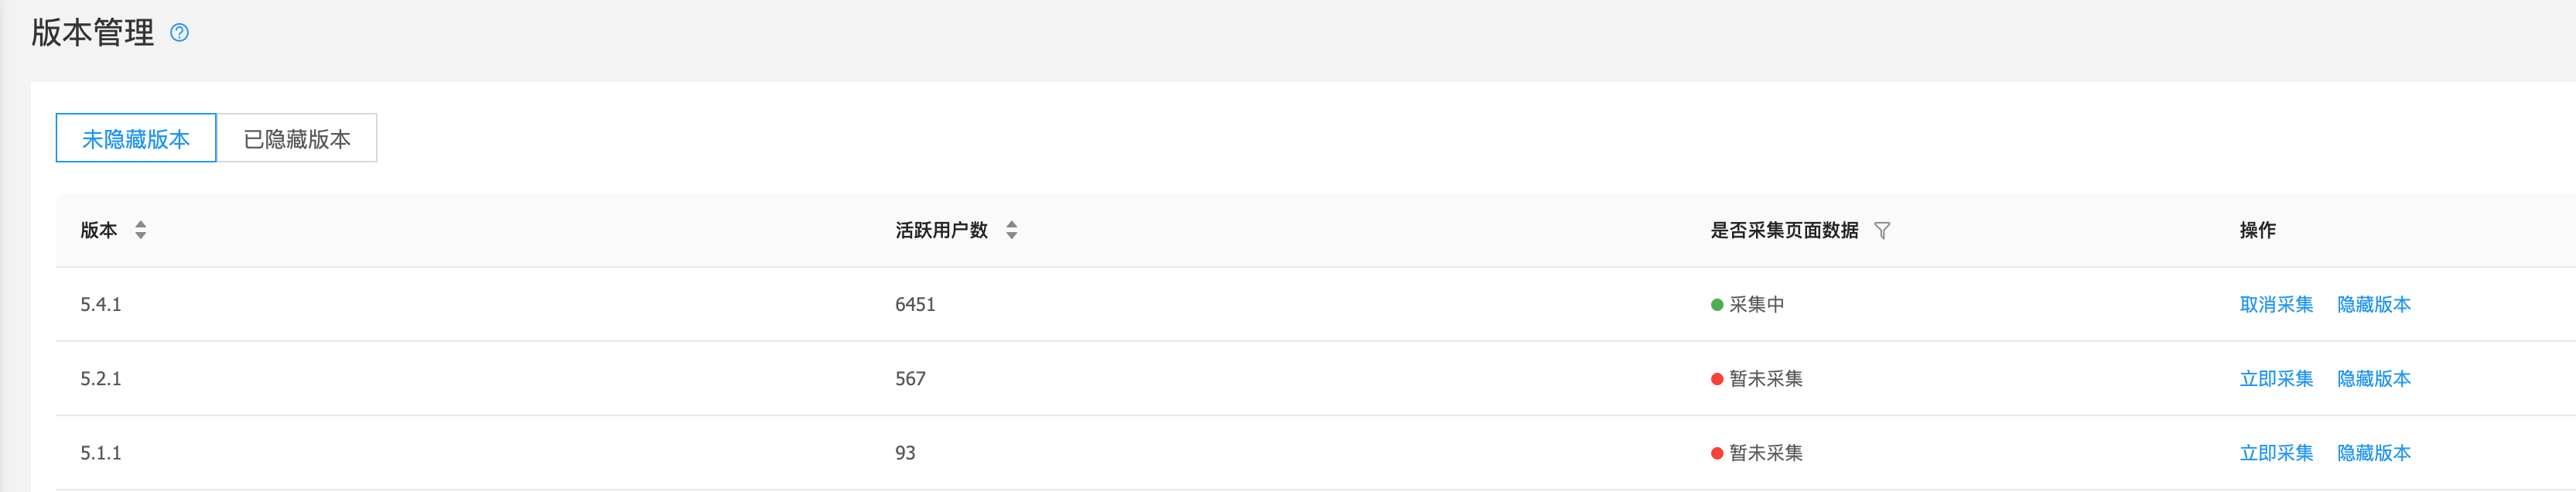 版本管理
未隐藏版本 已隐藏版本
版本 活跃用户数 是否采集页面数据 操作
5.4.1 6451 采集中 取消采集 隐藏版本
5.2.1 567 暂未采集 立即采集 隐藏版本
5.1.1 93 暂未采集 立即采集 隐藏版本